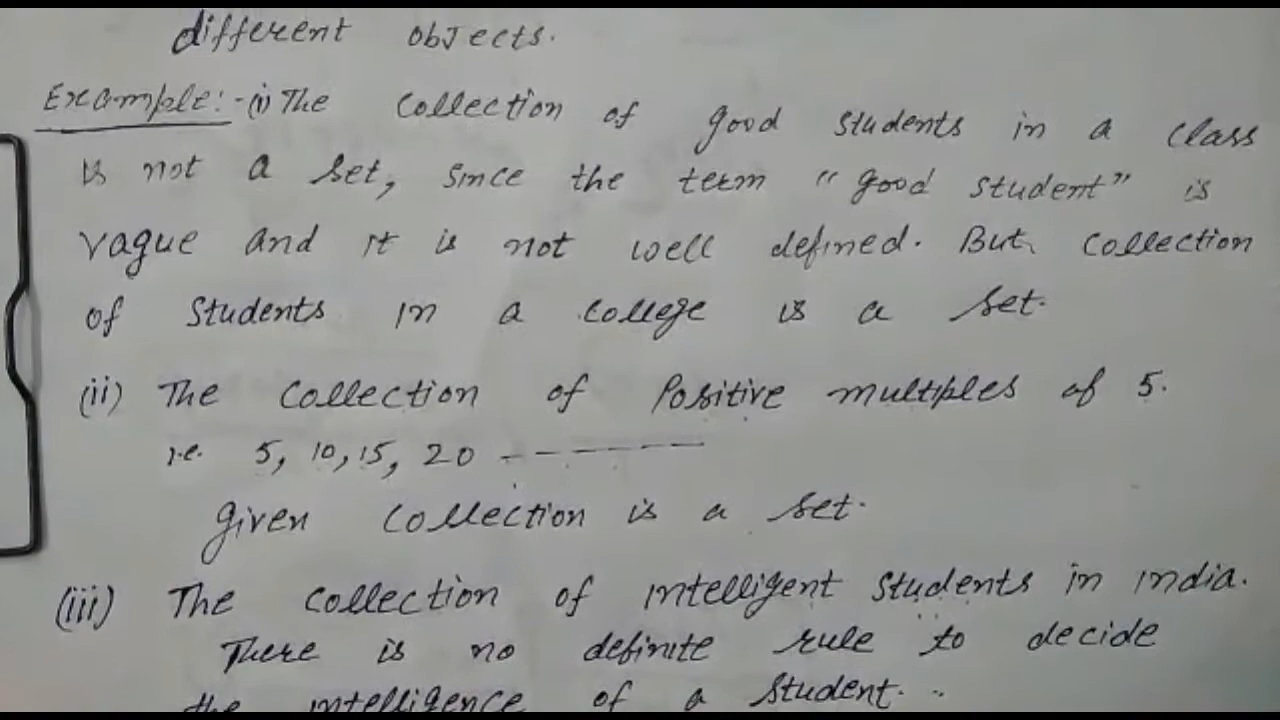 different objects.
Example:-(i) The collection of good students in a class
is not a set, since the term "good student" is
vague and it is not well defined. But, collection
of students in a college is a set.
(ii) The collection of Positive multiples of 5.
i.e. 5, 10, 15, 20 - - - - - -
given collection is a set.
(iii) The collection of intelligent students in india.
There is no definite rule to decide
the intelligence of a student.